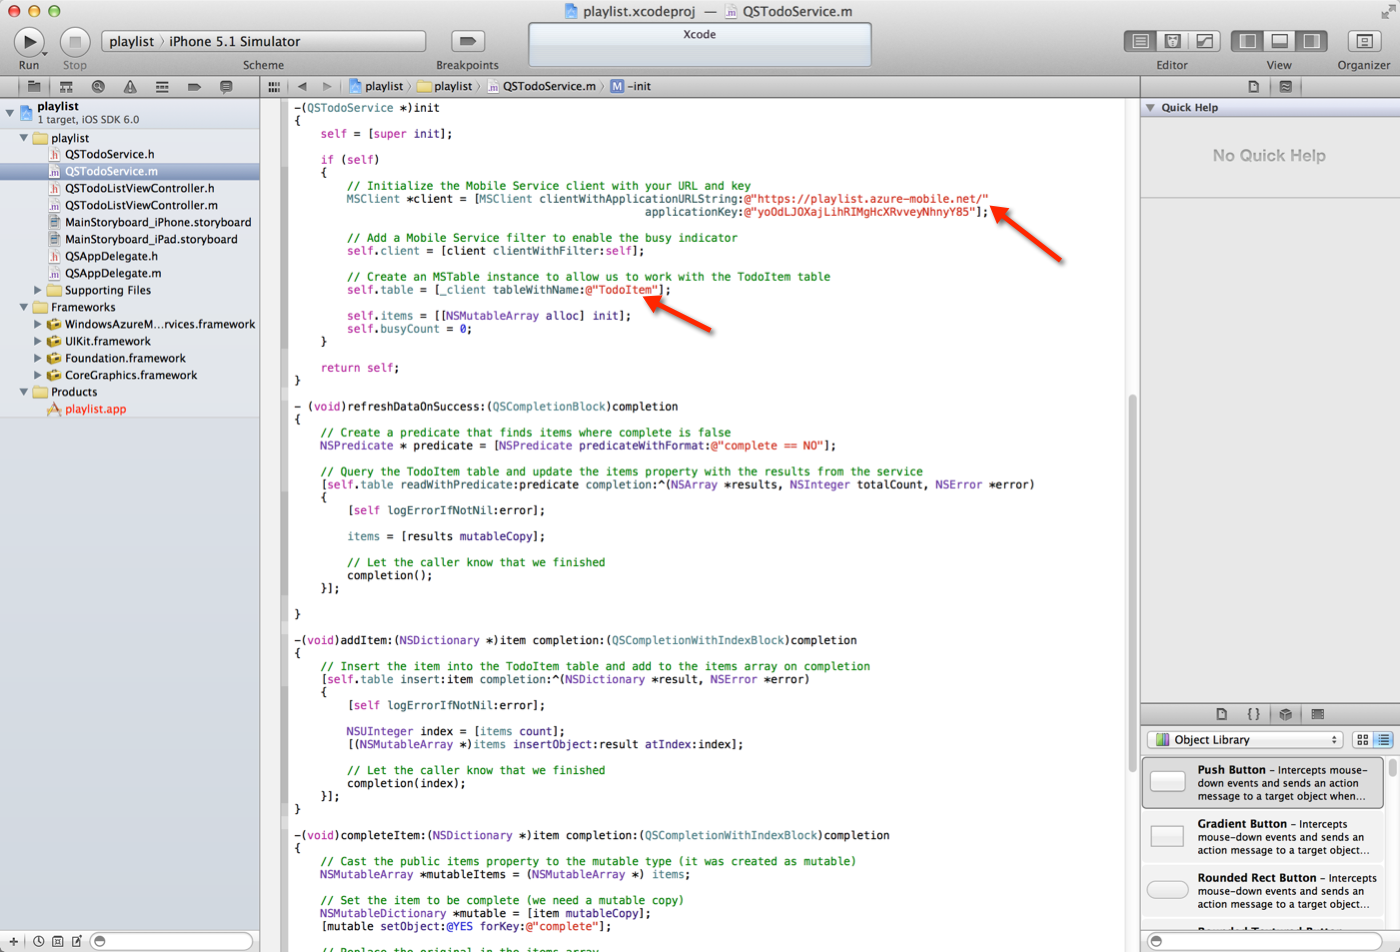 playlist.xcodeproj — QSTodoService.m
Run
Stop
playlist › iPhone 5.1 Simulator
Scheme
Breakpoints
Xcode
Editor
View
Organizer
playlist
1 target, iOS SDK 6.0
playlist
QSTodoService.h
QSTodoService.m
QSTodoListViewController.h
QSTodoListViewController.m
MainStoryboard_iPhone.storyboard
MainStoryboard_iPad.storyboard
QSAppDelegate.h
QSAppDelegate.m
Supporting Files
Frameworks
WindowsAzureM...rvices.framework
UIKit.framework
Foundation.framework
CoreGraphics.framework
Products
playlist.app
playlist › playlist › QSTodoService.m › M -init
-(QSTodoService *)init
{
self = [super init];
if (self)
{
// Initialize the Mobile Service client with your URL and key
MSClient *client = [MSClient clientWithApplicationURLString:@"https://playlist.azure-mobile.net/"
applicationKey:@"yoOdLJOXajLihRIMgHcXRvveyNhnyY85"];
// Add a Mobile Service filter to enable the busy indicator
self.client = [client clientWithFilter:self];
// Create an MSTable instance to allow us to work with the TodoItem table
self.table = [_client tableWithName:@"TodoItem"];
self.items = [[NSMutableArray alloc] init];
self.busyCount = 0;
}
return self;
}
- (void)refreshDataOnSuccess:(QSCompletionBlock)completion
{
// Create a predicate that finds items where complete is false
NSPredicate * predicate = [NSPredicate predicateWithFormat:@"complete == NO"];
// Query the TodoItem table and update the items property with the results from the service
[self.table readWithPredicate:predicate completion:^(NSArray *results, NSInteger totalCount, NSError *error)
{
[self logErrorIfNotNil:error];
items = [results mutableCopy];
// Let the caller know that we finished
completion();
}];
}
-(void)addItem:(NSDictionary *)item completion:(QSCompletionWithIndexBlock)completion
{
// Insert the item into the TodoItem table and add to the items array on completion
[self.table insert:item completion:^(NSDictionary *result, NSError *error)
{
[self logErrorIfNotNil:error];
NSUInteger index = [items count];
[(NSMutableArray *)items insertObject:result atIndex:index];
// Let the caller know that we finished
completion(index);
}];
}
-(void)completeItem:(NSDictionary *)item completion:(QSCompletionWithIndexBlock)completion
{
// Cast the public items property to the mutable type (it was created as mutable)
NSMutableArray *mutableItems = (NSMutableArray *) items;
// Set the item to be complete (we need a mutable copy)
NSMutableDictionary *mutable = [item mutableCopy];
[mutable setObject:@YES forKey:@"complete"];
// Replace the original in the items array
Quick Help
No Quick Help
{ }
Object Library
Push Button – Intercepts mouse-
down events and sends an action
message to a target object when...
Gradient Button – Intercepts
mouse-down events and sends an
action message to a target object...
Rounded Rect Button – Intercepts
mouse-down events and sends an
action message to a target object...